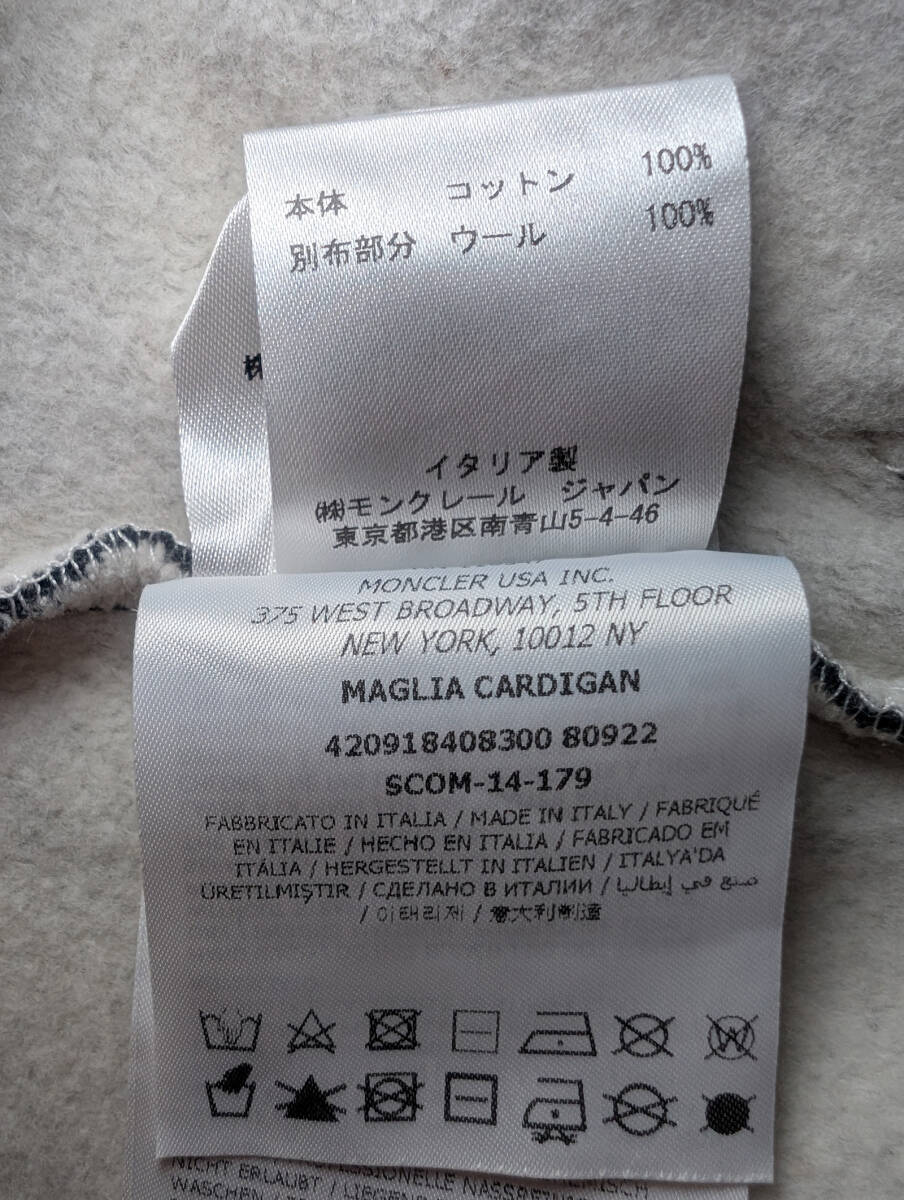 本体 コットン 100%
別布部分 ウール 100%
イタリア製
㈱モンクレール ジャパン
東京都港区南青山5-4-46
MONCLER USA INC.
375 WEST BROADWAY, 5TH FLOOR
NEW YORK, 10012 NY
MAGLIA CARDIGAN
420918408300 80922
SCOM-14-179
FABBRICATO IN ITALIA / MADE IN ITALY / FABRIQUÉ
EN ITALIE / HECHO EN ITALIA / FABRICADO EM
ITÁLIA / HERGESTELLT IN ITALIEN / ITALYA'DA
ÜRETILMIŞTIR / СДЕЛАНО В ИТАЛИИ / صنع في إيطاليا
/ 이태리제 / 意大利制造
W
NICHT ERLAUBT /
WASCHEN /